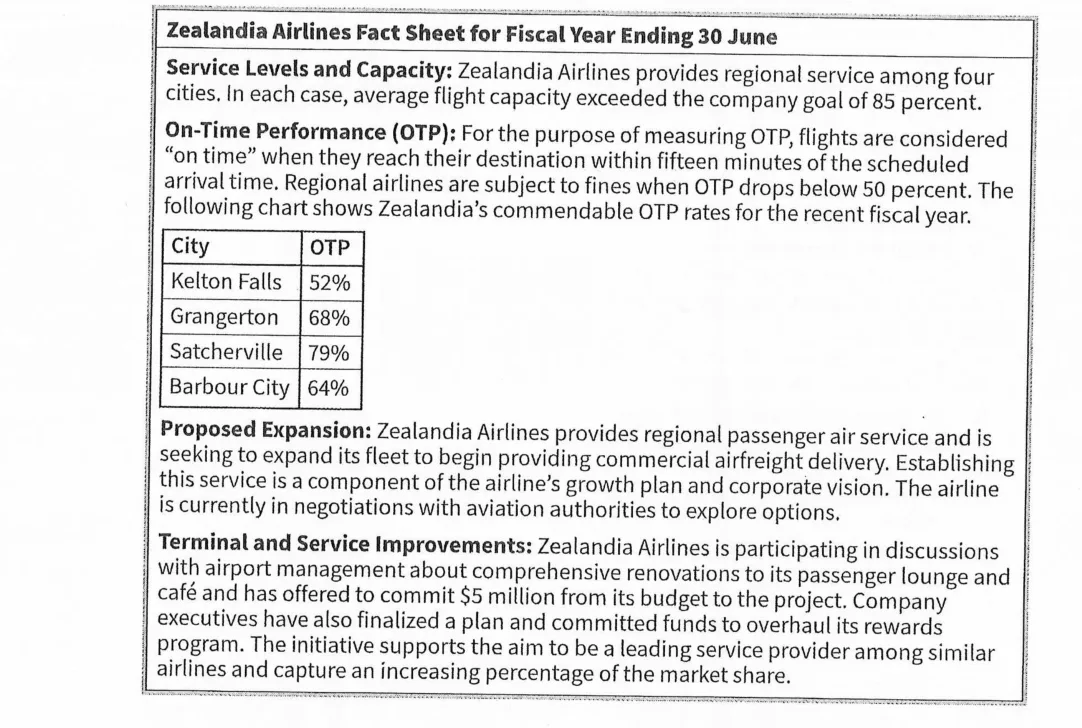 Zealandia Airlines Fact Sheet for Fiscal Year Ending 30 June
Service Levels and Capacity: Zealandia Airlines provides regional service among four
cities. In each case, average flight capacity exceeded the company goal of 85 percent.
On-Time Performance (OTP): For the purpose of measuring OTP, flights are considered
“on time” when they reach their destination within fifteen minutes of the scheduled
arrival time. Regional airlines are subject to fines when OTP drops below 50 percent. The
following chart shows Zealandia’s commendable OTP rates for the recent fiscal year.
City OTP
Kelton Falls 52%
Grangerton 68%
Satcherville 79%
Barbour City 64%
Proposed Expansion: Zealandia Airlines provides regional passenger air service and is
seeking to expand its fleet to begin providing commercial airfreight delivery. Establishing
this service is a component of the airline’s growth plan and corporate vision. The airline
is currently in negotiations with aviation authorities to explore options.
Terminal and Service Improvements: Zealandia Airlines is participating in discussions
with airport management about comprehensive renovations to its passenger lounge and
café and has offered to commit $5 million from its budget to the project. Company
executives have also finalized a plan and committed funds to overhaul its rewards
program. The initiative supports the aim to be a leading service provider among similar
airlines and capture an increasing percentage of the market share.